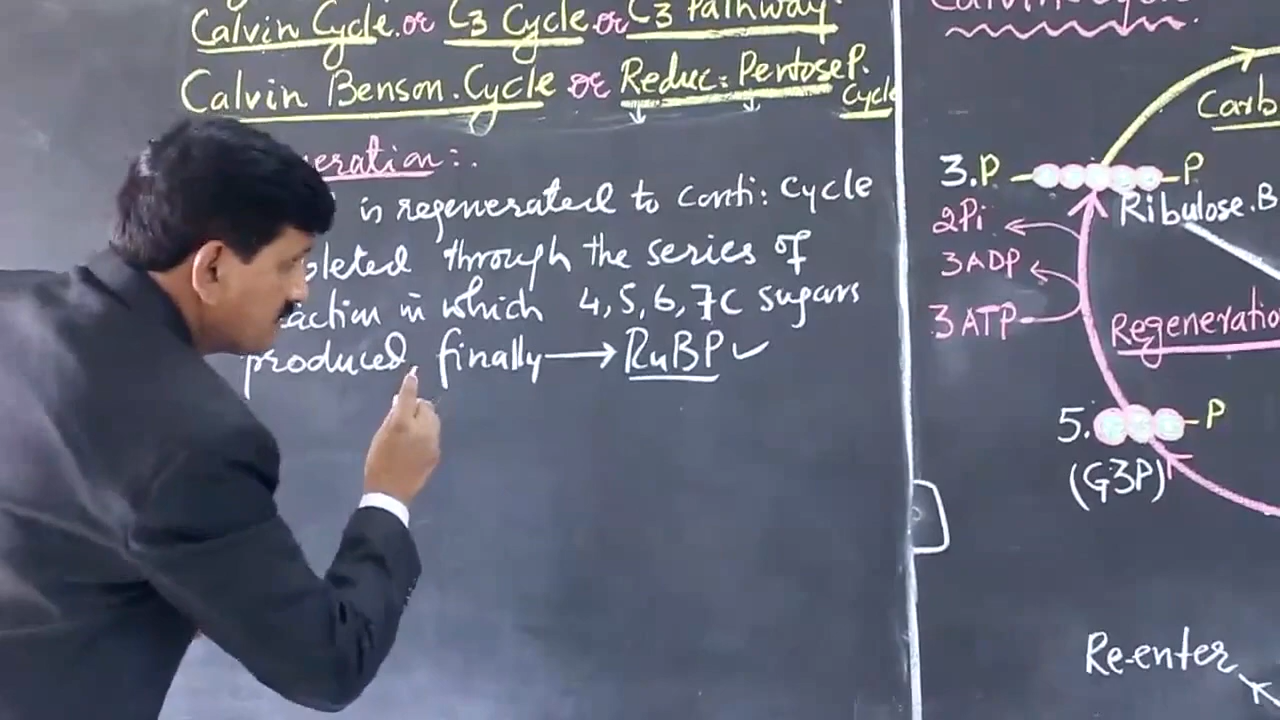 Calvin Cycle. or C3 Cycle or C3 Pathway.
Calvin Benson. Cycle or Reduc: Pentose P. Cycle
eration:.
is regenerated to conti: Cycle
pleted through the series of
action in which 4, 5, 6, 7C sugars
produced, finally → RuBP ✓
Calvin Cycle
Carb
3. P P
Ribulose. B
2Pi
3ADP
3ATP
Regeneratio
5. P
(G3P)
Re-enter